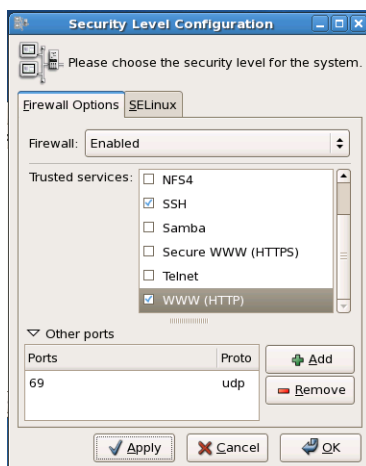 Security Level Configuration
Please choose the security level for the system.
Firewall Options SELinux
Firewall: Enabled
Trusted services:
NFS4
SSH
Samba
Secure WWW (HTTPS)
Telnet
WWW (HTTP)
Other ports
Ports Proto
69 udp
Add
Remove
Apply Cancel OK